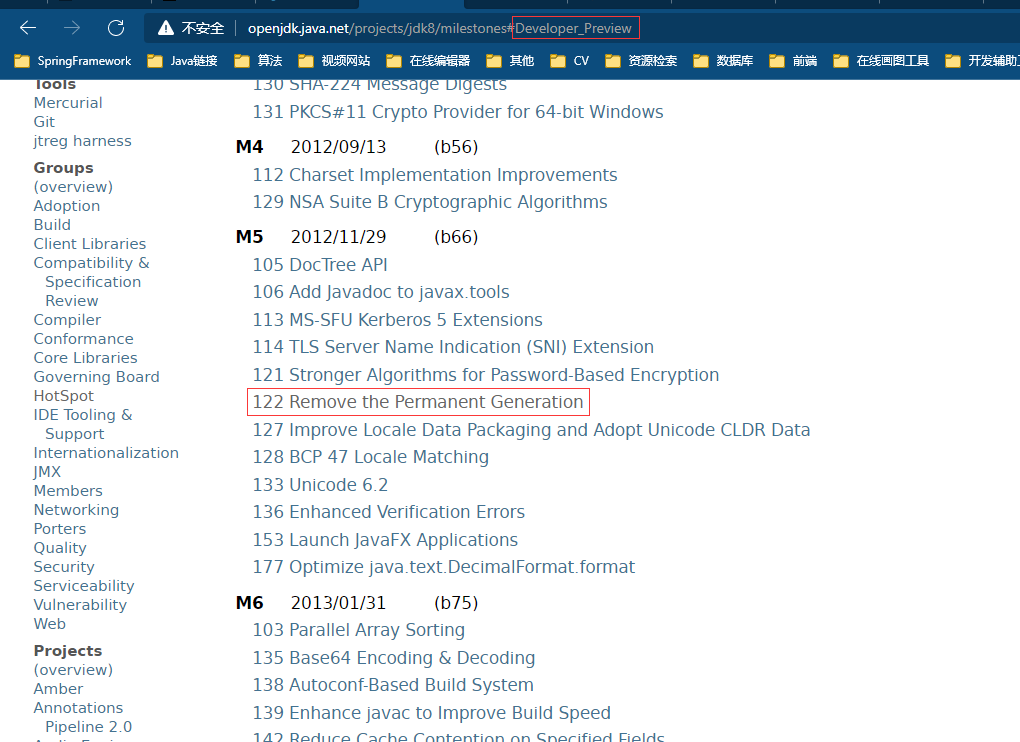 不安全 openjdk.java.net/projects/jdk8/milestones#Developer_Preview
SpringFramework Java链接 算法 视频网站 在线编辑器 其他 CV 资源检索 数据库 前端 在线画图工具 开发辅助
Tools
Mercurial
Git
jtreg harness
Groups
(overview)
Adoption
Build
Client Libraries
Compatibility &
Specification
Review
Compiler
Conformance
Core Libraries
Governing Board
HotSpot
IDE Tooling &
Support
Internationalization
JMX
Members
Networking
Porters
Quality
Security
Serviceability
Vulnerability
Web
Projects
(overview)
Amber
Annotations
Pipeline 2.0
130 SHA-224 Message Digests
131 PKCS#11 Crypto Provider for 64-bit Windows
M4 2012/09/13 (b56)
112 Charset Implementation Improvements
129 NSA Suite B Cryptographic Algorithms
M5 2012/11/29 (b66)
105 DocTree API
106 Add Javadoc to javax.tools
113 MS-SFU Kerberos 5 Extensions
114 TLS Server Name Indication (SNI) Extension
121 Stronger Algorithms for Password-Based Encryption
122 Remove the Permanent Generation
127 Improve Locale Data Packaging and Adopt Unicode CLDR Data
128 BCP 47 Locale Matching
133 Unicode 6.2
136 Enhanced Verification Errors
153 Launch JavaFX Applications
177 Optimize java.text.DecimalFormat.format
M6 2013/01/31 (b75)
103 Parallel Array Sorting
135 Base64 Encoding & Decoding
138 Autoconf-Based Build System
139 Enhance javac to Improve Build Speed
142 Reduce Cache Contention on Specified Fields